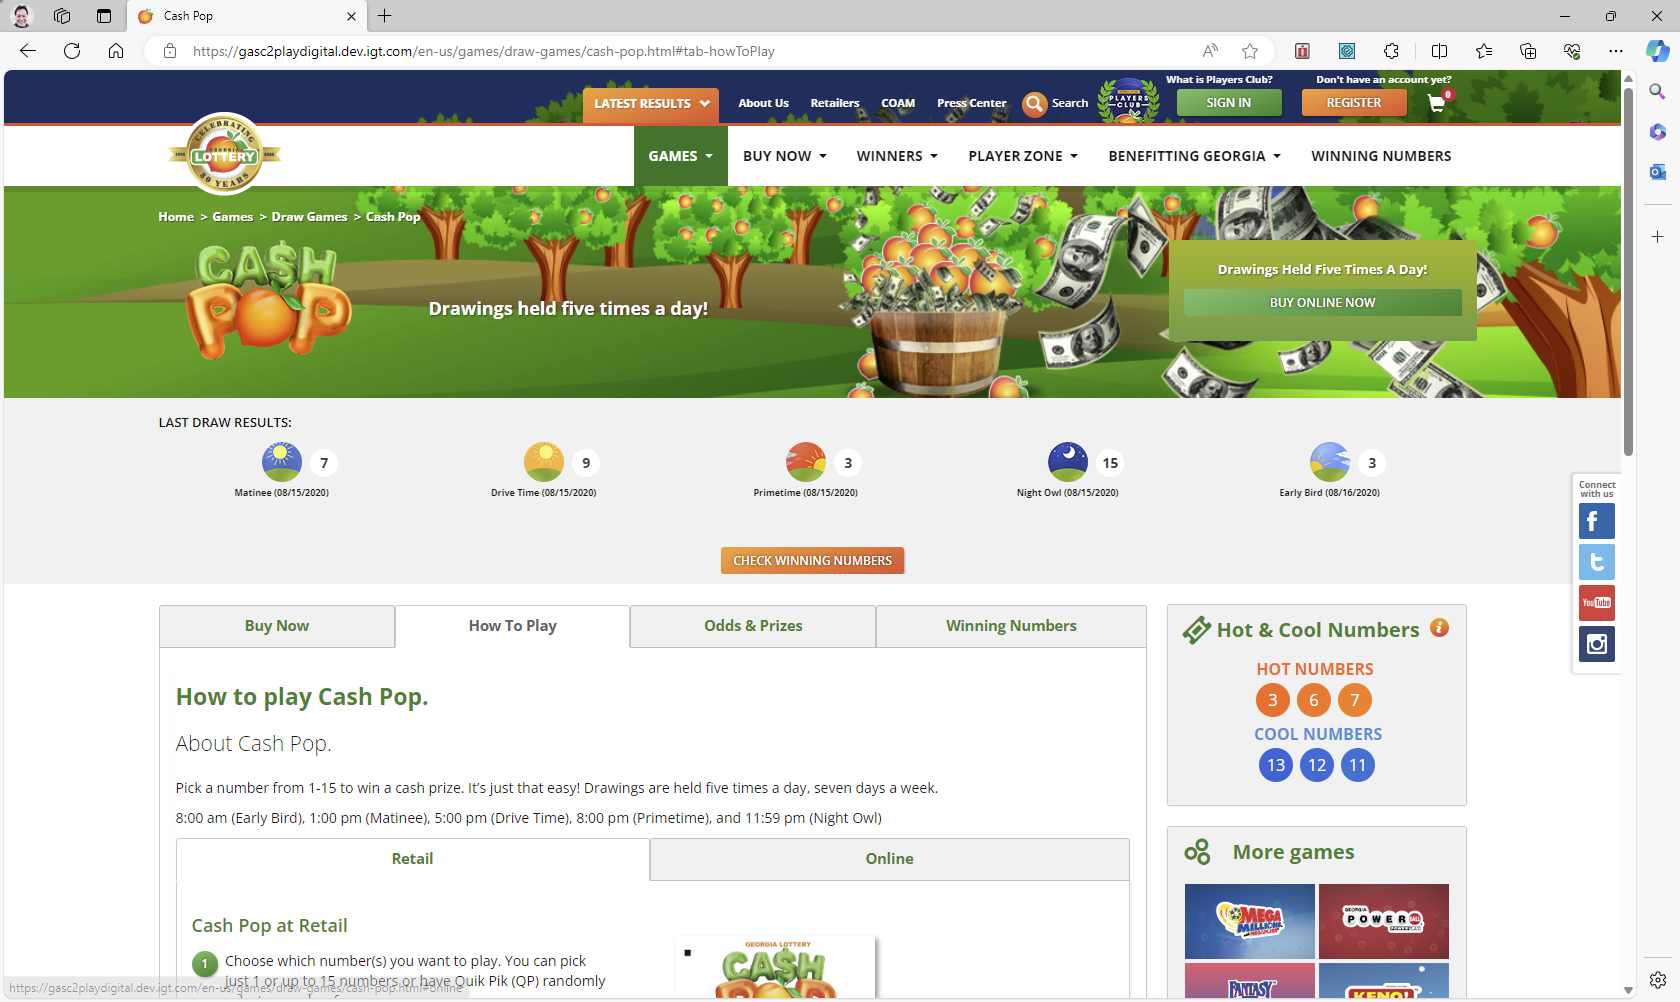 Cash Pop
https://gasc2playdigital.dev.igt.com/en-us/games/draw-games/cash-pop.html#tab-howToPlay
What is Players Club?
Don't have an account yet?
LATEST RESULTS
About Us
Retailers
COAM
Press Center
Search
PLAYERS
CLUB
SIGN IN
REGISTER
0
CELEBRATING
GEORGIA
LOTTERY
30 YEARS
GAMES
BUY NOW
WINNERS
PLAYER ZONE
BENEFITTING GEORGIA
WINNING NUMBERS
Home > Games > Draw Games > Cash Pop
CA$H
POP
Drawings held five times a day!
Drawings Held Five Times A Day!
BUY ONLINE NOW
LAST DRAW RESULTS:
7
9
3
15
3
Matinee (08/15/2020)
Drive Time (08/15/2020)
Primetime (08/15/2020)
Night Owl (08/15/2020)
Early Bird (08/16/2020)
Connect
with us
YouTube
CHECK WINNING NUMBERS
Buy Now
How To Play
Odds & Prizes
Winning Numbers
How to play Cash Pop.
About Cash Pop.
Pick a number from 1-15 to win a cash prize. It’s just that easy! Drawings are held five times a day, seven days a week.
8:00 am (Early Bird), 1:00 pm (Matinee), 5:00 pm (Drive Time), 8:00 pm (Primetime), and 11:59 pm (Night Owl)
Retail
Online
Cash Pop at Retail
1 Choose which number(s) you want to play. You can pick
just 1 or up to 15 numbers or have Quik Pik (QP) randomly
GEORGIA LOTTERY
CA$H
https://gasc2playdigital.dev.igt.com/en-us/games/draw-games/cash-pop.html#online
Hot & Cool Numbers
HOT NUMBERS
3 6 7
COOL NUMBERS
13 12 11
More games
MEGA
MILLIONS
GEORGIA
POWERBALL
FANTASY
KENO!